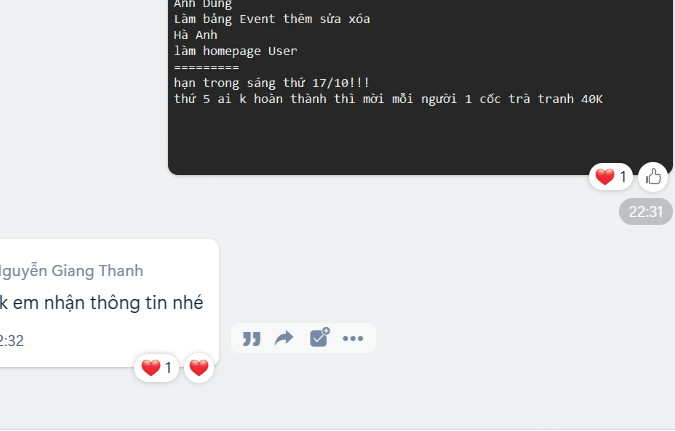 Anh Dũng
Làm bảng Event thêm sửa xóa
Hà Anh
làm homepage User
=========
hạn trong sáng thứ 17/10!!!
thứ 5 ai k hoàn thành thì mời mỗi người 1 cốc trà tranh 40K
1
22:31
Nguyễn Giang Thanh
k em nhận thông tin nhé
2:32
1